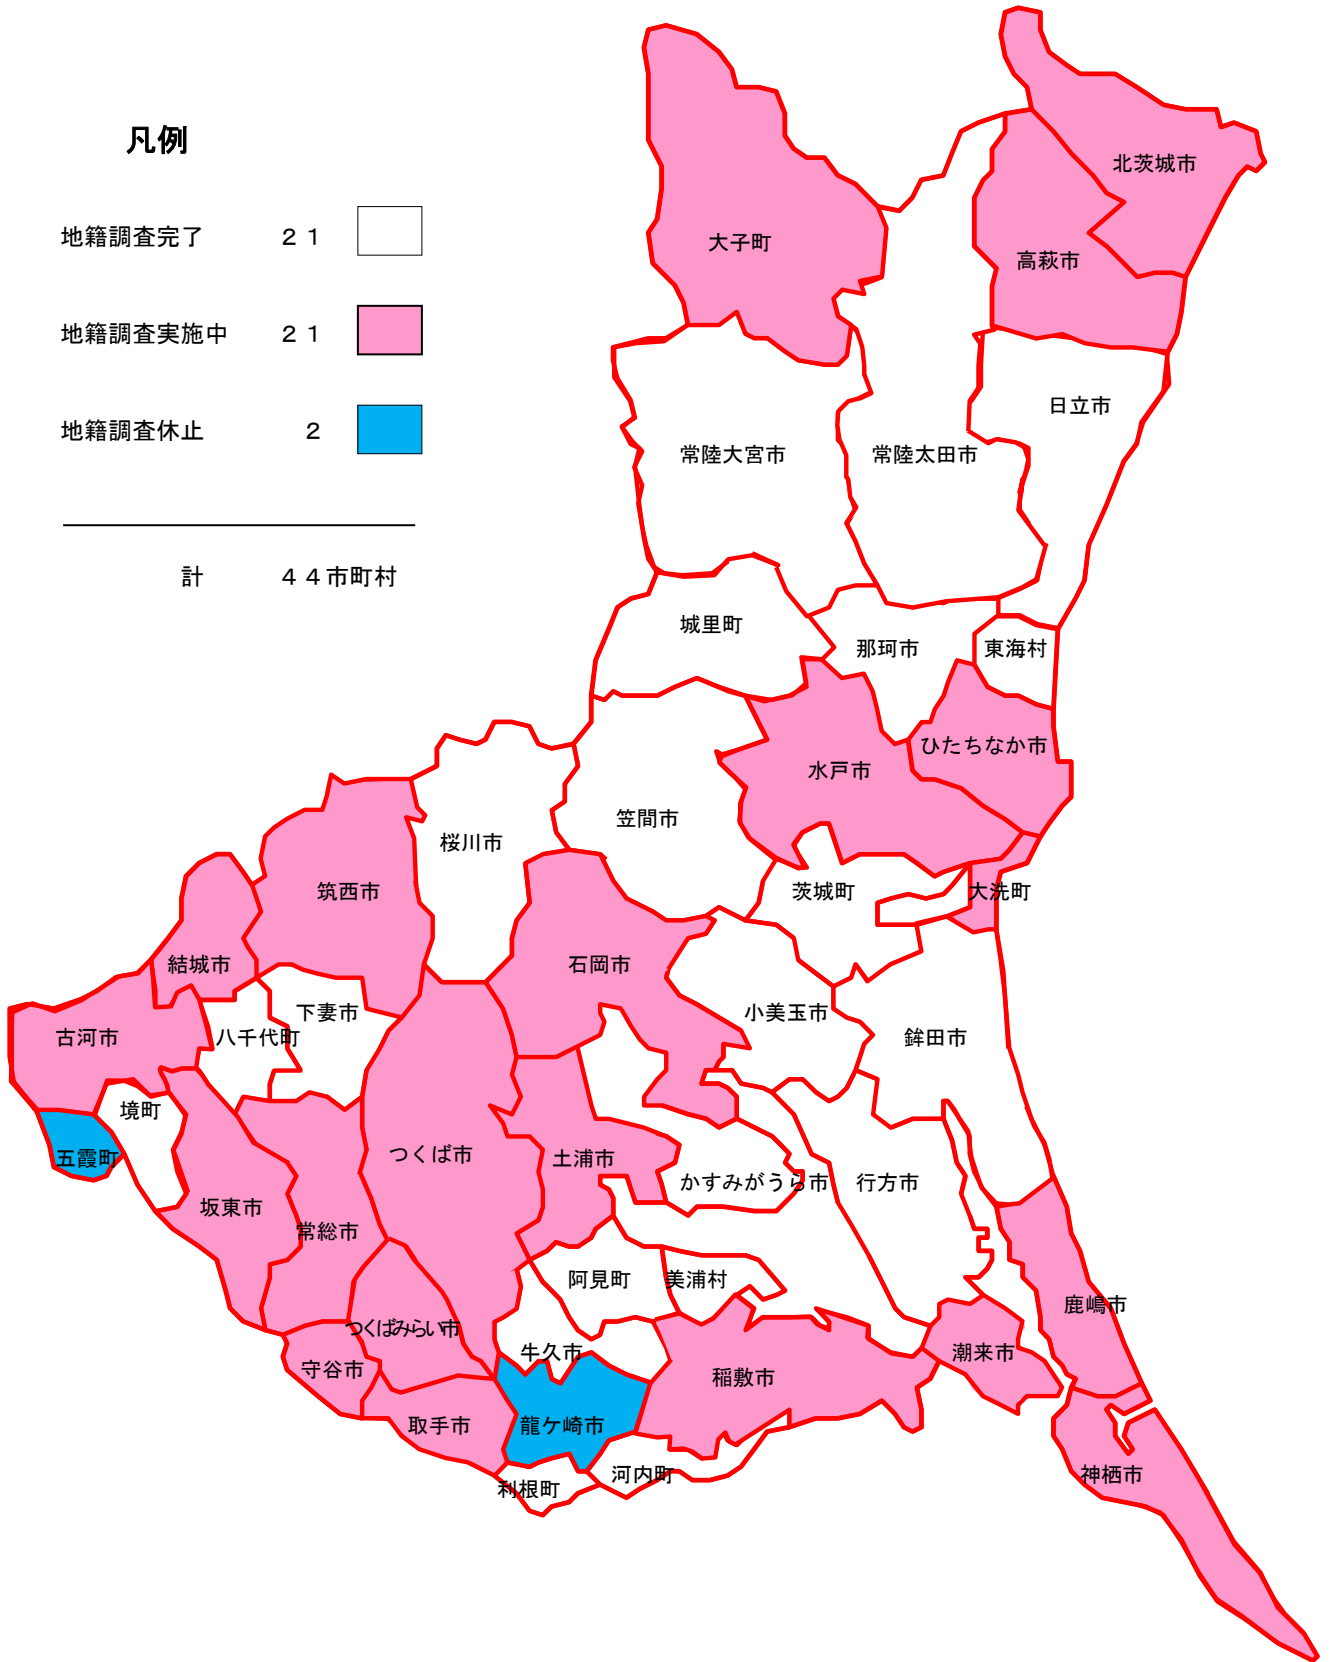 凡例
地籍調査完了 ２１
地籍調査実施中 ２１
地籍調査休止 ２
計 ４４市町村
北茨城市
大子町
高萩市
日立市
常陸大宮市
常陸太田市
城里町
那珂市
東海村
ひたちなか市
水戸市
笠間市
桜川市
筑西市
茨城町
大洗町
結城市
石岡市
小美玉市
下妻市
古河市
八千代町
鉾田市
境町
五霞町
つくば市
土浦市
かすみがうら市
行方市
坂東市
常総市
阿見町
美浦村
鹿嶋市
つくばみらい市
牛久市
潮来市
守谷市
稲敷市
取手市
龍ケ崎市
河内町
神栖市
利根町